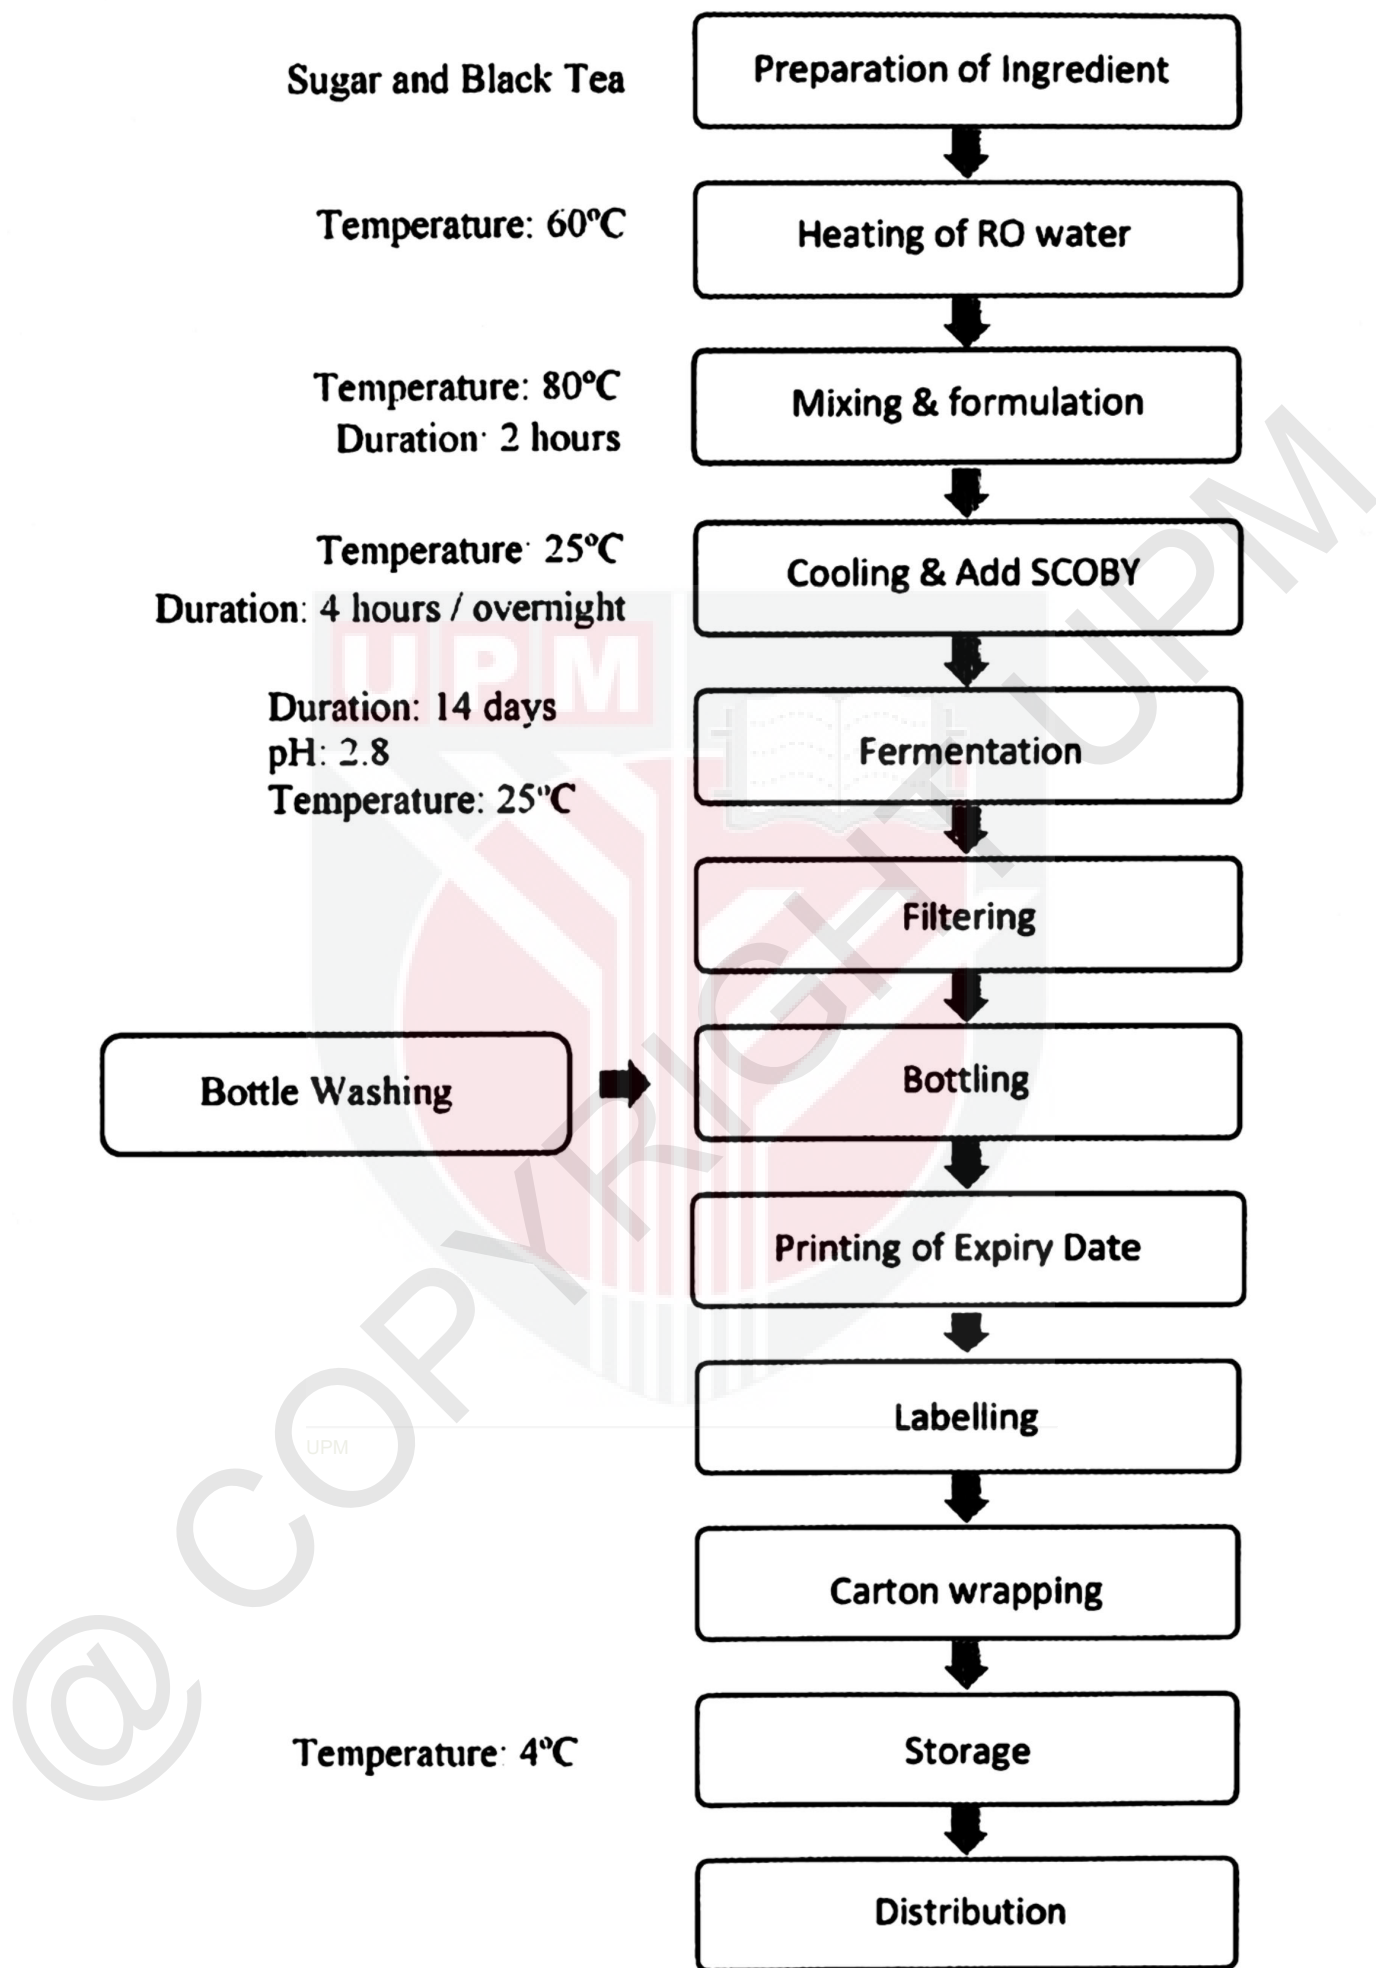 Sugar and Black Tea
Preparation of Ingredient
Temperature: 60°C
Heating of RO water
Temperature: 80°C
Duration: 2 hours
Mixing & formulation
Temperature: 25°C
Duration: 4 hours / overnight
Cooling & Add SCOBY
Duration: 14 days
pH: 2.8
Temperature: 25°C
Fermentation
Filtering
Bottle Washing
Bottling
Printing of Expiry Date
Labelling
Carton wrapping
Temperature: 4°C
Storage
Distribution
UPM
UPM
@ COPYRIGHT UPM